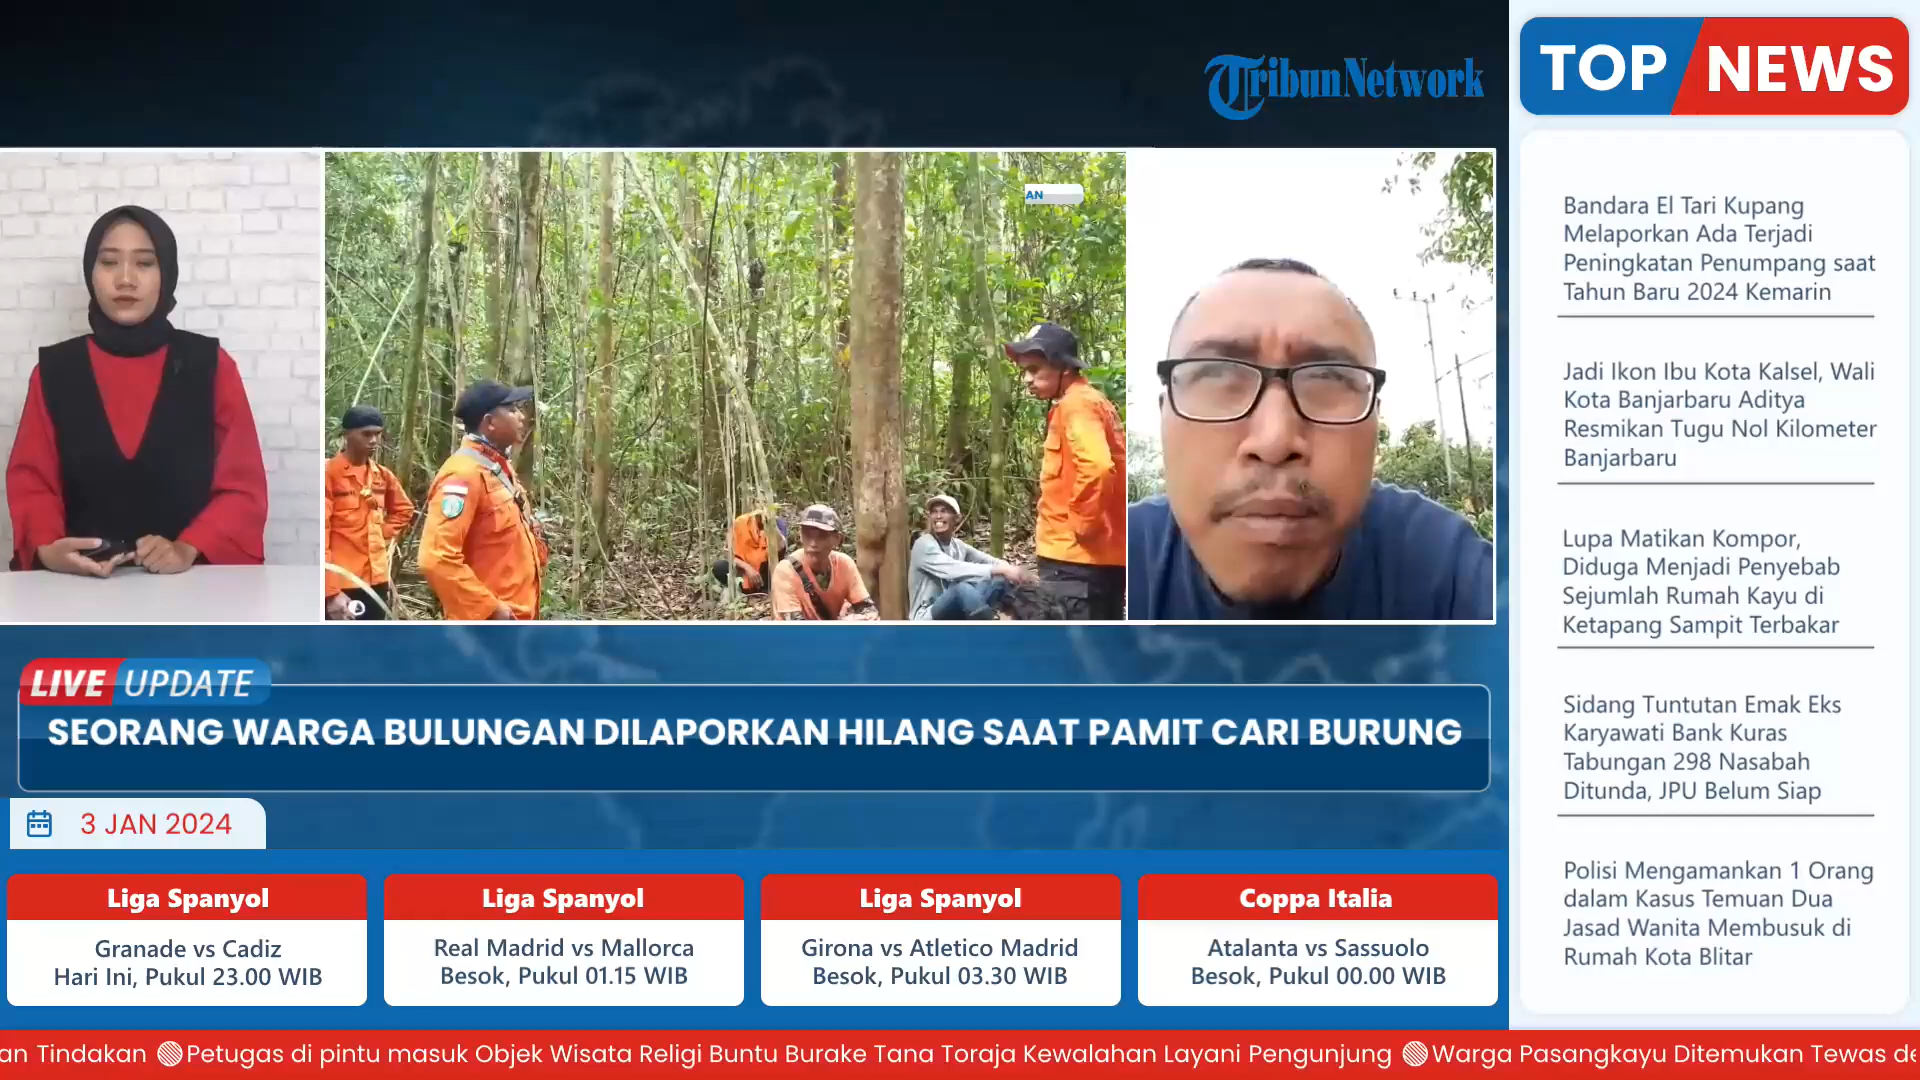 TribunNetwork
TOP NEWS
AN
Bandara El Tari Kupang
Melaporkan Ada Terjadi
Peningkatan Penumpang saat
Tahun Baru 2024 Kemarin
Jadi Ikon Ibu Kota Kalsel, Wali
Kota Banjarbaru Aditya
Resmikan Tugu Nol Kilometer
Banjarbaru
Lupa Matikan Kompor,
Diduga Menjadi Penyebab
Sejumlah Rumah Kayu di
Ketapang Sampit Terbakar
Sidang Tuntutan Emak Eks
Karyawati Bank Kuras
Tabungan 298 Nasabah
Ditunda, JPU Belum Siap
Polisi Mengamankan 1 Orang
dalam Kasus Temuan Dua
Jasad Wanita Membusuk di
Rumah Kota Blitar
LIVE UPDATE
SEORANG WARGA BULUNGAN DILAPORKAN HILANG SAAT PAMIT CARI BURUNG
3 JAN 2024
Liga Spanyol
Granade vs Cadiz
Hari Ini, Pukul 23.00 WIB
Liga Spanyol
Real Madrid vs Mallorca
Besok, Pukul 01.15 WIB
Liga Spanyol
Girona vs Atletico Madrid
Besok, Pukul 03.30 WIB
Coppa Italia
Atalanta vs Sassuolo
Besok, Pukul 00.00 WIB
an Tindakan Petugas di pintu masuk Objek Wisata Religi Buntu Burake Tana Toraja Kewalahan Layani Pengunjung Warga Pasangkayu Ditemukan Tewas de